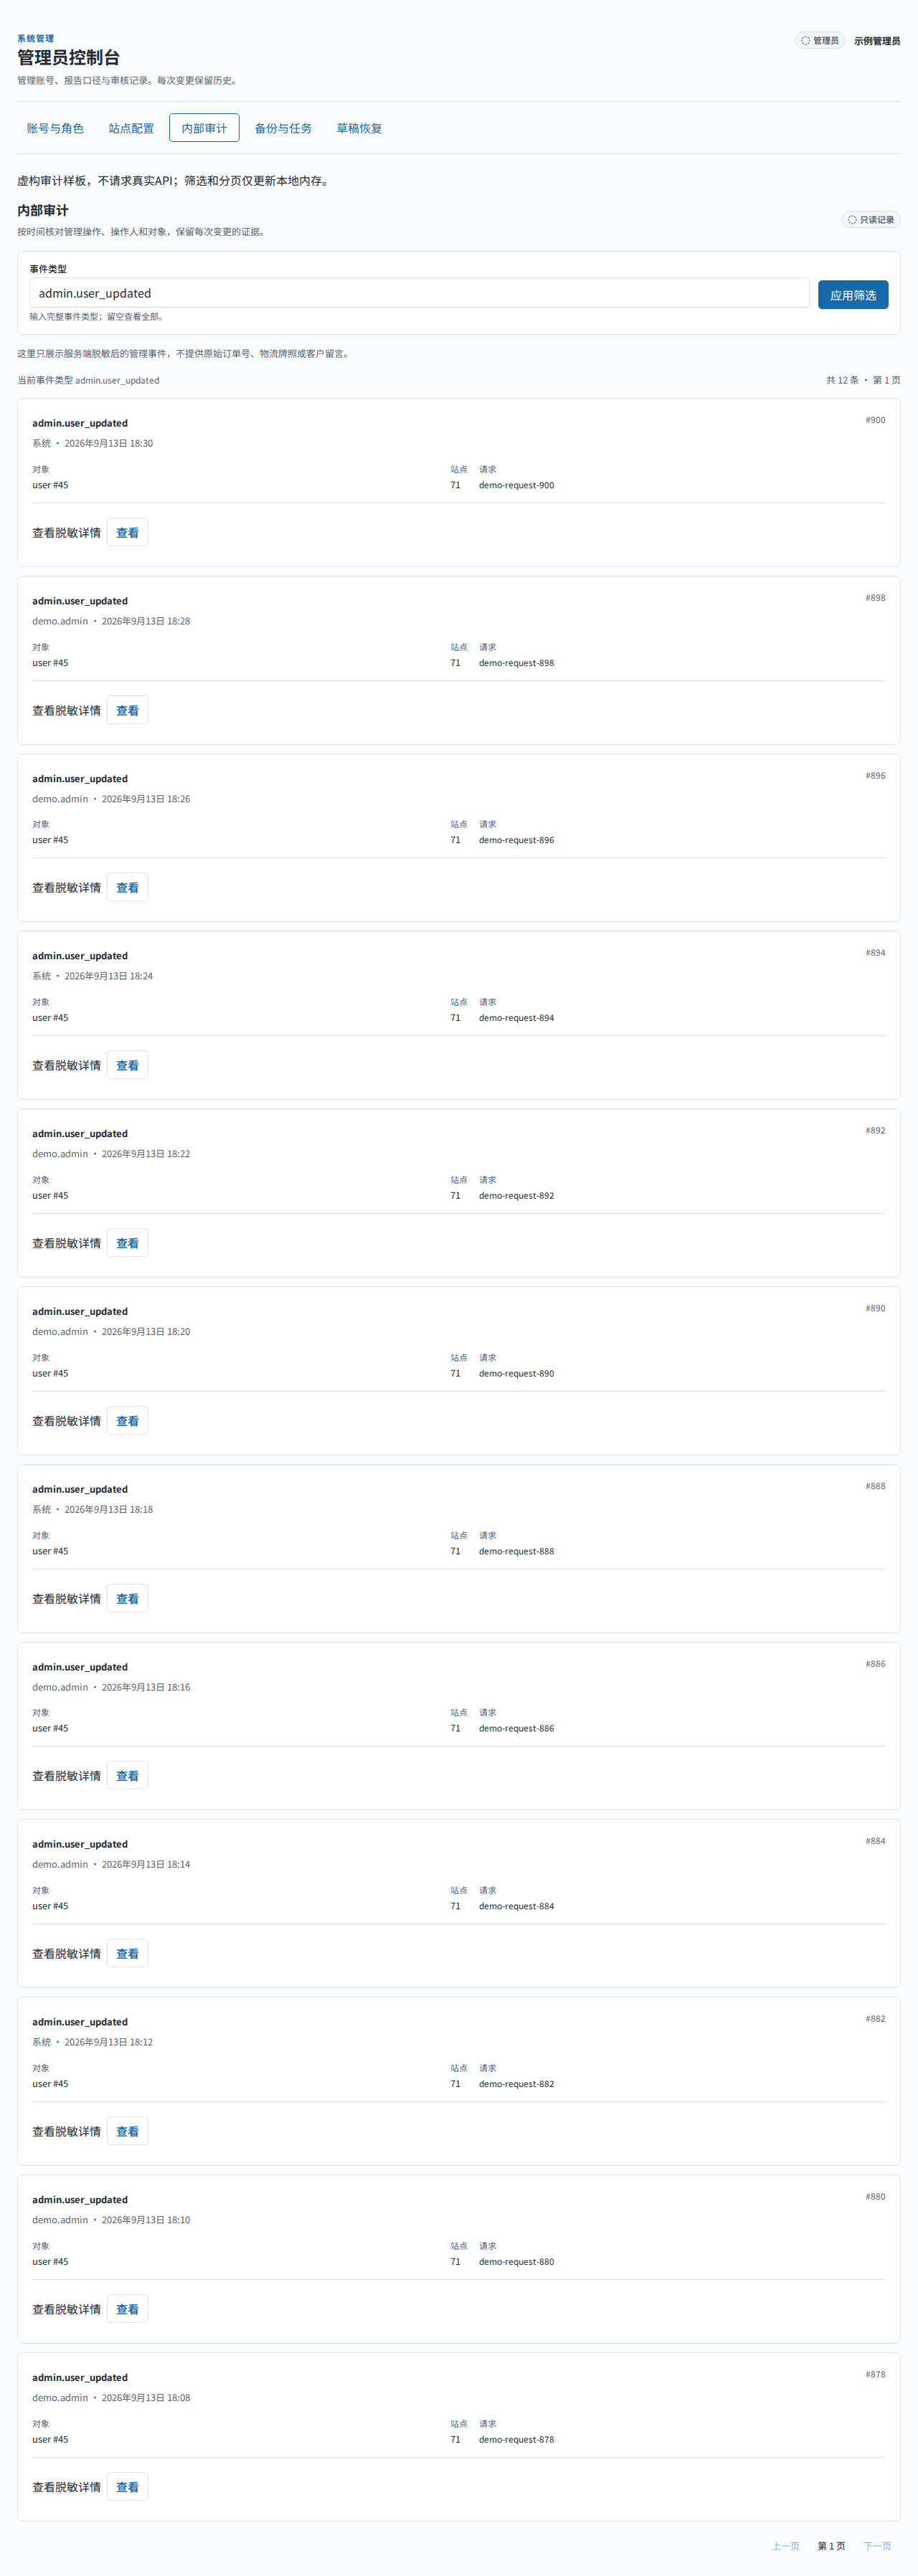 系统管理
管理员控制台
管理账号、报告口径与审核记录。每次变更保留历史。
管理员 示例管理员
账号与角色 站点配置 内部审计 备份与任务 草稿恢复
虚构审计样板，不请求真实API；筛选和分页仅更新本地内存。
内部审计
按时间核对管理操作、操作人和对象，保留每次变更的证据。
只读记录
事件类型
admin.user_updated
应用筛选
输入完整事件类型；留空查看全部。
这里只展示服务端脱敏后的管理事件，不提供原始订单号、物流牌照或客户留言。
当前事件类型 admin.user_updated 共 12 条 · 第 1 页
admin.user_updated #900
系统 · 2026年9月13日 18:30
对象 站点 请求
user #45 71 demo-request-900
查看脱敏详情 查看
admin.user_updated #898
demo.admin · 2026年9月13日 18:28
对象 站点 请求
user #45 71 demo-request-898
查看脱敏详情 查看
admin.user_updated #896
demo.admin · 2026年9月13日 18:26
对象 站点 请求
user #45 71 demo-request-896
查看脱敏详情 查看
admin.user_updated #894
系统 · 2026年9月13日 18:24
对象 站点 请求
user #45 71 demo-request-894
查看脱敏详情 查看
admin.user_updated #892
demo.admin · 2026年9月13日 18:22
对象 站点 请求
user #45 71 demo-request-892
查看脱敏详情 查看
admin.user_updated #890
demo.admin · 2026年9月13日 18:20
对象 站点 请求
user #45 71 demo-request-890
查看脱敏详情 查看
admin.user_updated #888
系统 · 2026年9月13日 18:18
对象 站点 请求
user #45 71 demo-request-888
查看脱敏详情 查看
admin.user_updated #886
demo.admin · 2026年9月13日 18:16
对象 站点 请求
user #45 71 demo-request-886
查看脱敏详情 查看
admin.user_updated #884
demo.admin · 2026年9月13日 18:14
对象 站点 请求
user #45 71 demo-request-884
查看脱敏详情 查看
admin.user_updated #882
系统 · 2026年9月13日 18:12
对象 站点 请求
user #45 71 demo-request-882
查看脱敏详情 查看
admin.user_updated #880
demo.admin · 2026年9月13日 18:10
对象 站点 请求
user #45 71 demo-request-880
查看脱敏详情 查看
admin.user_updated #878
demo.admin · 2026年9月13日 18:08
对象 站点 请求
user #45 71 demo-request-878
查看脱敏详情 查看
上一页 第 1 页 下一页